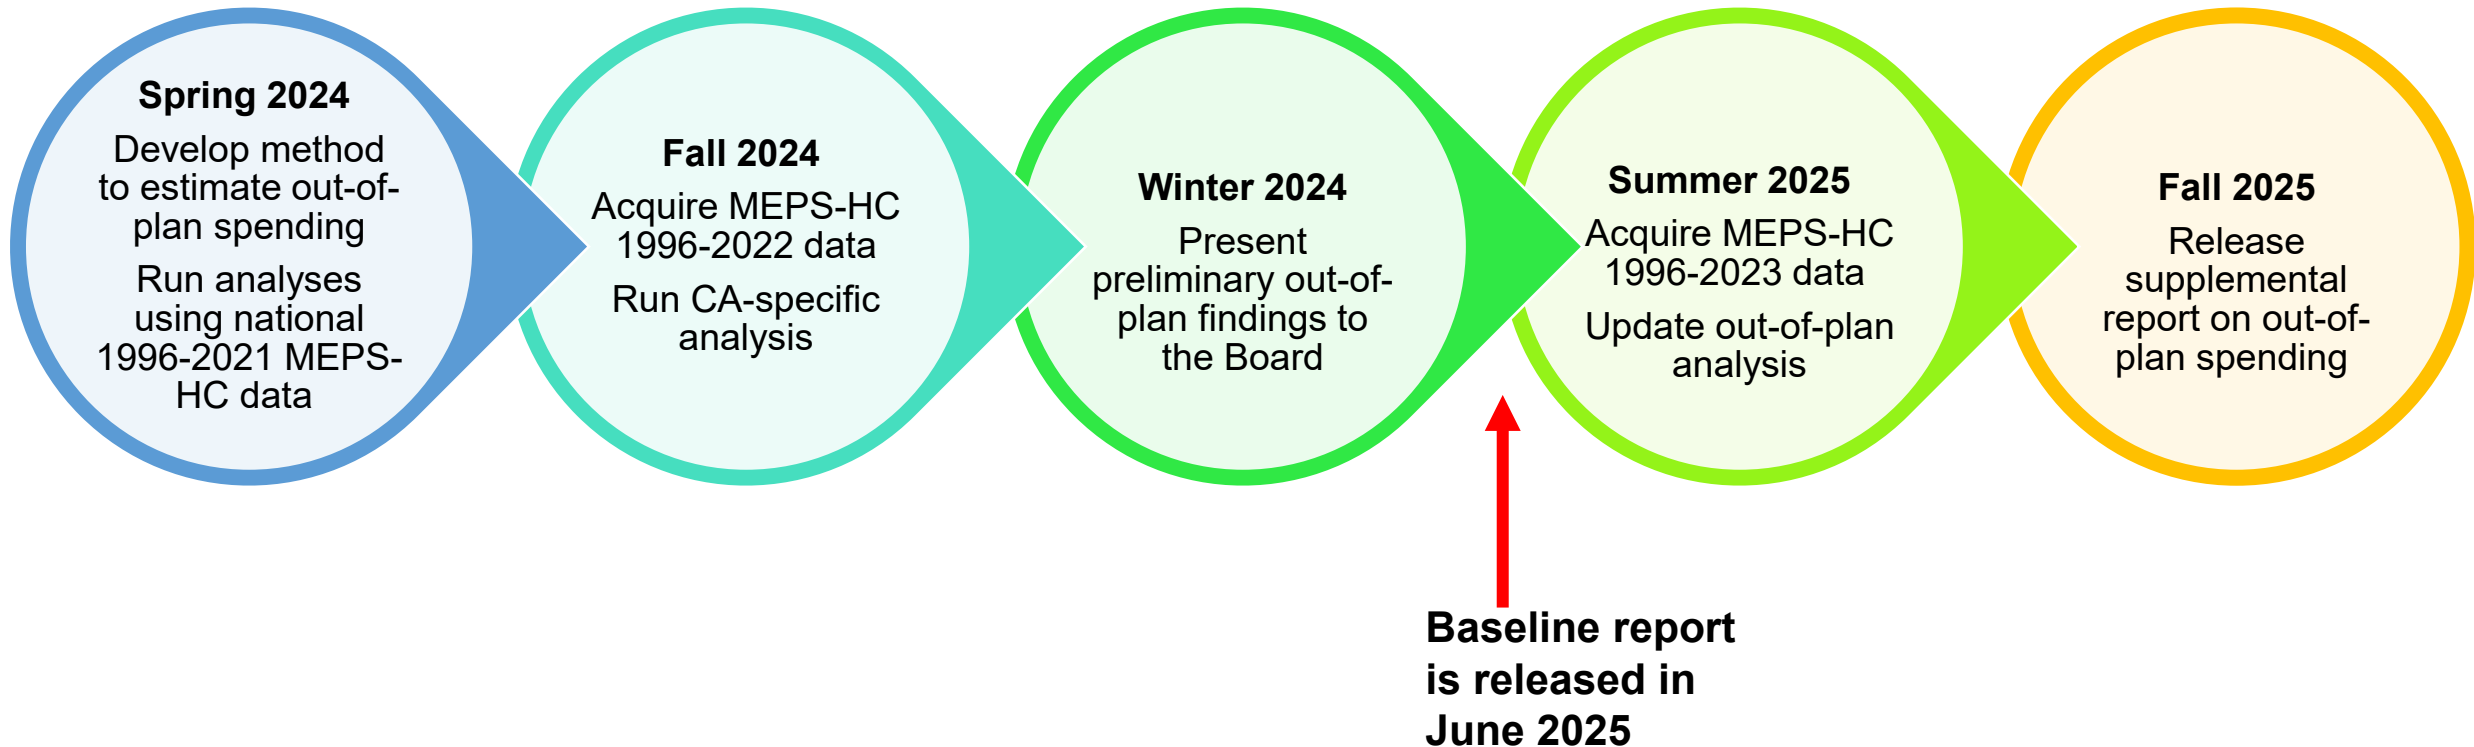 Spring 2024
Develop method
to estimate out-of-
plan spending
Run analyses
using national
1996-2021 MEPS-
HC data
Fall 2024
Acquire MEPS-HC
1996-2022 data
Run CA-specific
analysis
Winter 2024
Present
preliminary out-of-
plan findings to
the Board
Summer 2025
Acquire MEPS-HC
1996-2023 data
Update out-of-plan
analysis
Fall 2025
Release
supplemental
report on out-of-
plan spending
Baseline report
is released in
June 2025